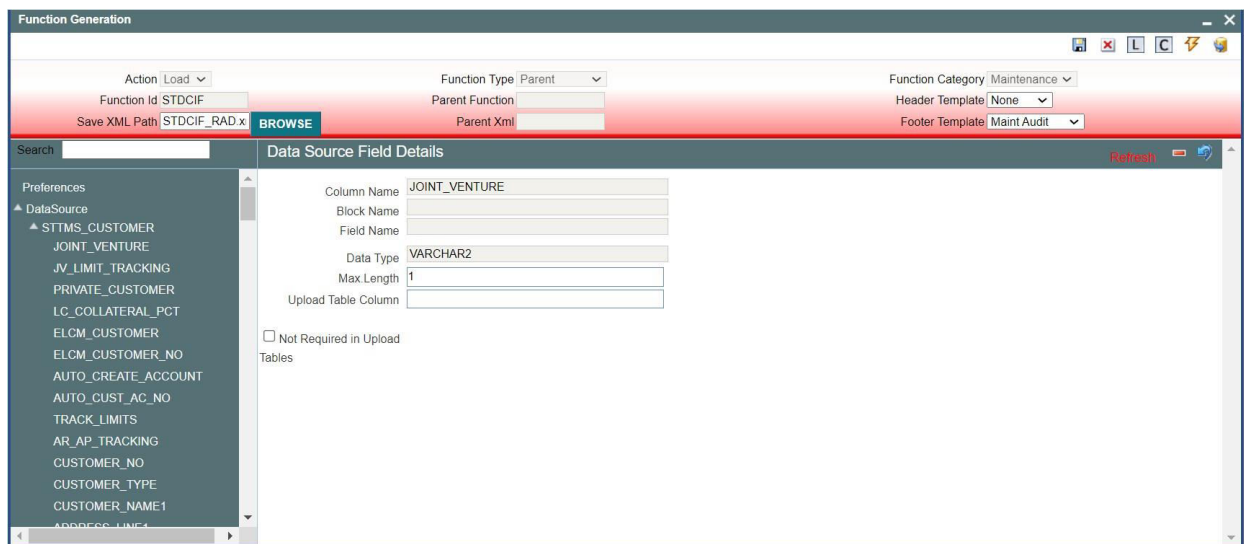 Function Generation
L C
Action Load
Function Type Parent
Function Category Maintenance
Function Id STDCIF
Parent Function
Header Template None
Save XML Path STDCIF_RAD.x BROWSE
Parent Xml
Footer Template Maint Audit
Search
Data Source Field Details
Refresh
Preferences
DataSource
STTMS_CUSTOMER
JOINT_VENTURE
JV_LIMIT_TRACKING
PRIVATE_CUSTOMER
LC_COLLATERAL_PCT
ELCM_CUSTOMER
ELCM_CUSTOMER_NO
AUTO_CREATE_ACCOUNT
AUTO_CUST_AC_NO
TRACK_LIMITS
AR_AP_TRACKING
CUSTOMER_NO
CUSTOMER_TYPE
CUSTOMER_NAME1
ADDRESS_LINE1
Column Name JOINT_VENTURE
Block Name
Field Name
Data Type VARCHAR2
Max.Length 1
Upload Table Column
Not Required in Upload
Tables